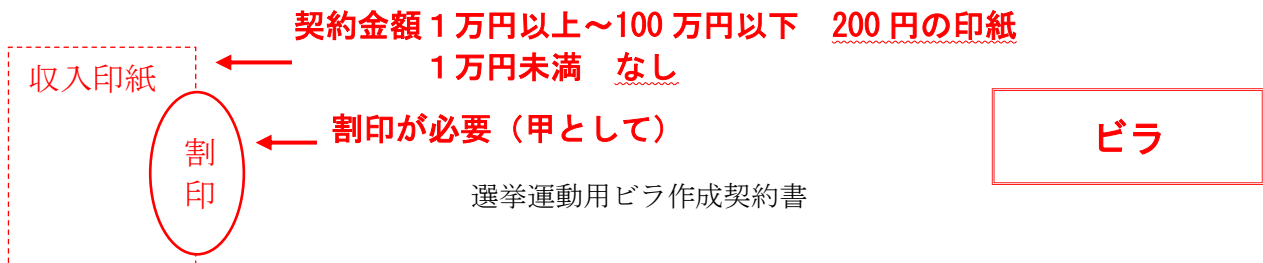 契約金額１万円以上～100 万円以下　200 円の印紙
１万円未満　なし
収入印紙
割印が必要（甲として）
割印
ビラ
選挙運動用ビラ作成契約書